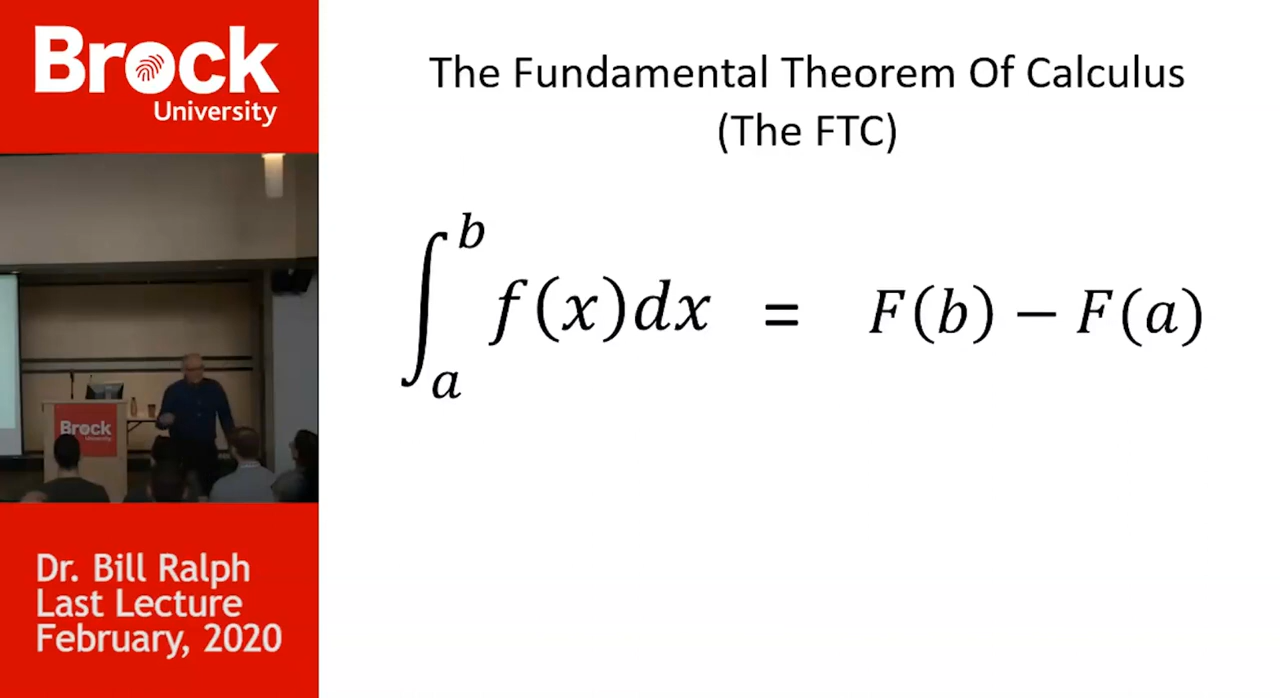 Brock
University
The Fundamental Theorem Of Calculus
(The FTC)
∫_a^b f(x)dx = F(b) − F(a)
Brock
University
Dr. Bill Ralph
Last Lecture
February, 2020